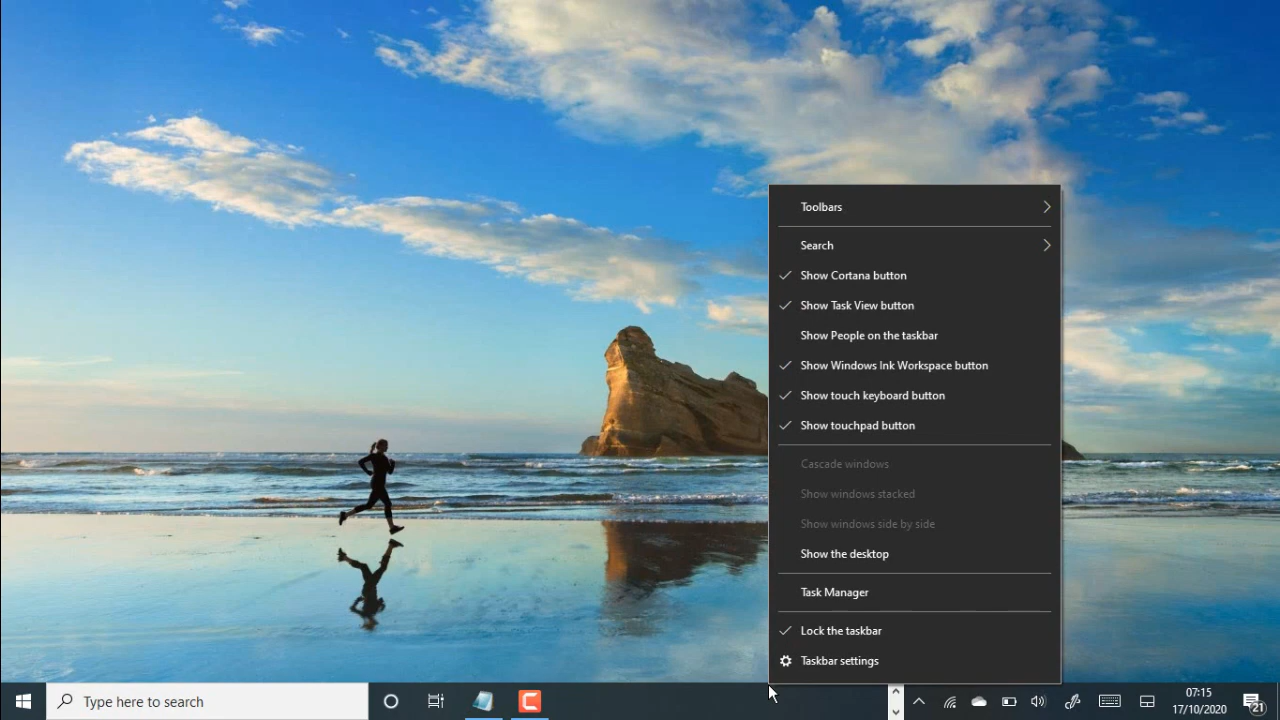 Toolbars
Search
Show Cortana button
Show Task View button
Show People on the taskbar
Show Windows Ink Workspace button
Show touch keyboard button
Show touchpad button
Cascade windows
Show windows stacked
Show windows side by side
Show the desktop
Task Manager
Lock the taskbar
Taskbar settings
Type here to search
07:15
17/10/2020
21